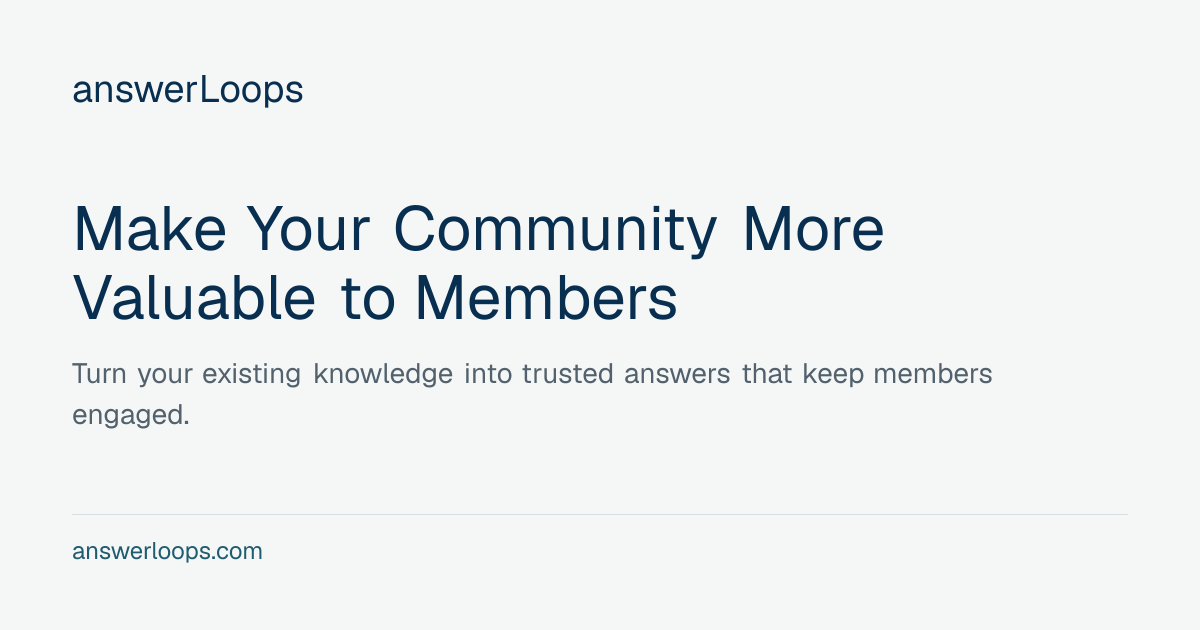 answerLoops
Make Your Community More
Valuable to Members
Turn your existing knowledge into trusted answers that keep members
engaged.
answerloops.com